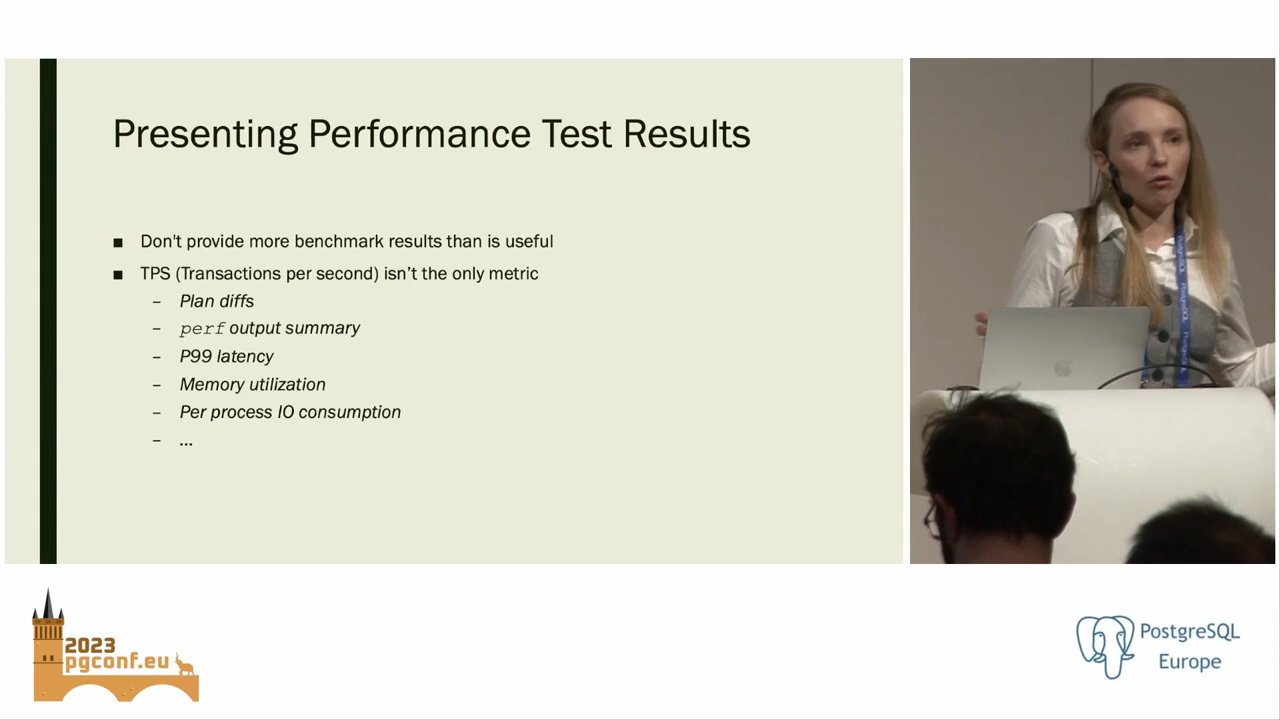 Presenting Performance Test Results
■ Don't provide more benchmark results than is useful
■ TPS (Transactions per second) isn’t the only metric
– Plan diffs
– perf output summary
– P99 latency
– Memory utilization
– Per process IO consumption
– ...
2023
pgconf.eu
PostgreSQL
Europe